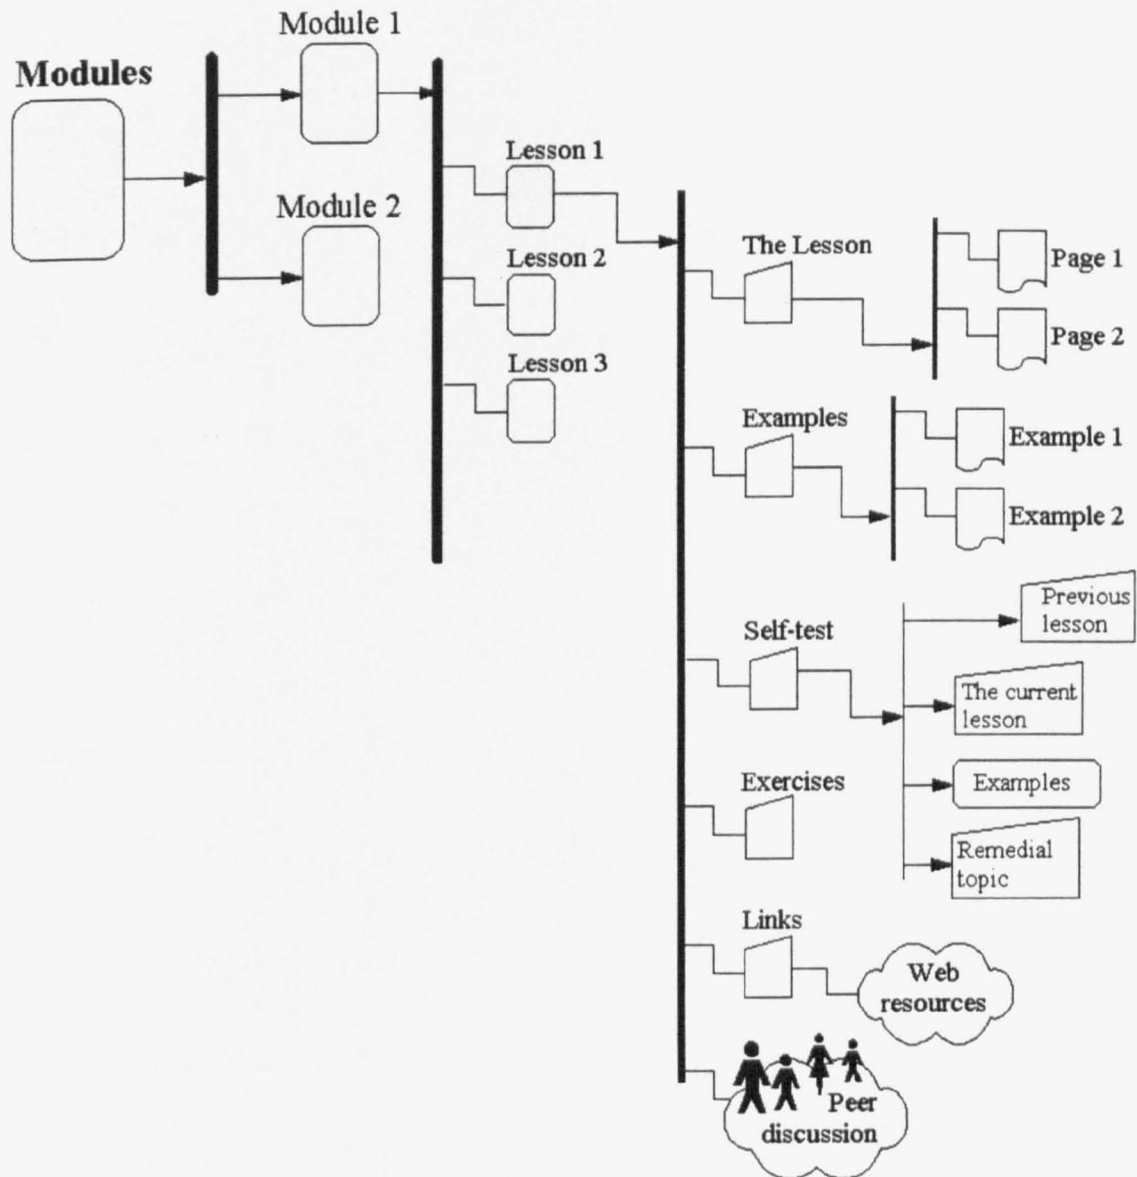 Modules
Module 1
Module 2
Lesson 1
Lesson 2
Lesson 3
The Lesson
Page 1
Page 2
Examples
Example 1
Example 2
Self-test
Previous
lesson
The current
lesson
Examples
Remedial
topic
Exercises
Links
Web
resources
Peer
discussion